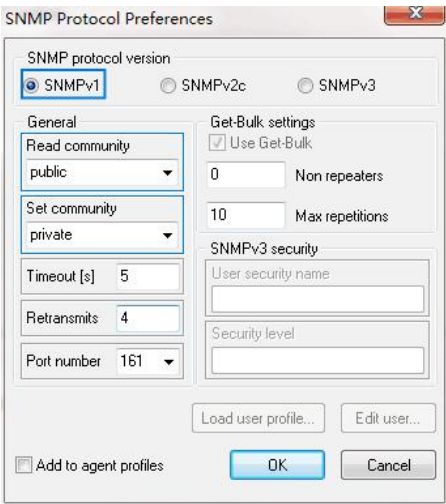 SNMP Protocol Preferences
SNMP protocol version
SNMPv1
SNMPv2c
SNMPv3
General
Read community
public
Set community
private
Timeout [s] 5
Retransmits 4
Port number 161
Get-Bulk settings
Use Get-Bulk
0 Non repeaters
10 Max repetitions
SNMPv3 security
User security name
Security level
Load user profile... Edit user...
Add to agent profiles OK Cancel